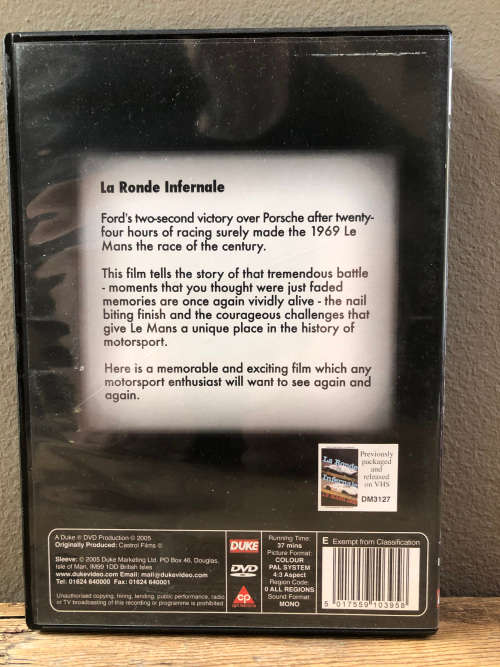 La Ronde Infernale
Ford's two-second victory over Porsche after twenty-
four hours of racing surely made the 1969 Le
Mans the race of the century.
This film tells the story of that tremendous battle
- moments that you thought were just faded
memories are once again vividly alive - the nail
biting finish and the courageous challenges that
give Le Mans a unique place in the history of
motorsport.
Here is a memorable and exciting film which any
motorsport enthusiast will want to see again and
again.
La Ronde
Infernale
Previously
packaged
and
released
on VHS
DM3127
A Duke ® DVD Production © 2005
Originally Produced: Castrol Films ©
Sleeve: © 2005 Duke Marketing Ltd. PO Box 46, Douglas,
Isle of Man, IM99 1DD British Isles
www.dukevideo.com Email: mail@dukevideo.com
Tel: 01624 640000 Fax: 01624 640001
Unauthorised copying, hiring, lending, public performance, radio
or TV broadcasting of this recording or programme is prohibited
DUKE
DVD
cp
Running Time:
37 mins
Picture Format:
COLOUR
PAL SYSTEM
4:3 Aspect
Region Code:
0 ALL REGIONS
Sound Format:
MONO
E Exempt from Classification
5 017559 103958